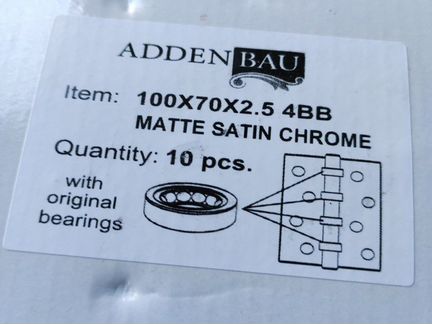 ADDEN BAU
Item: 100X70X2.5 4BB
MATTE SATIN CHROME
Quantity: 10 pcs.
with
original
bearings